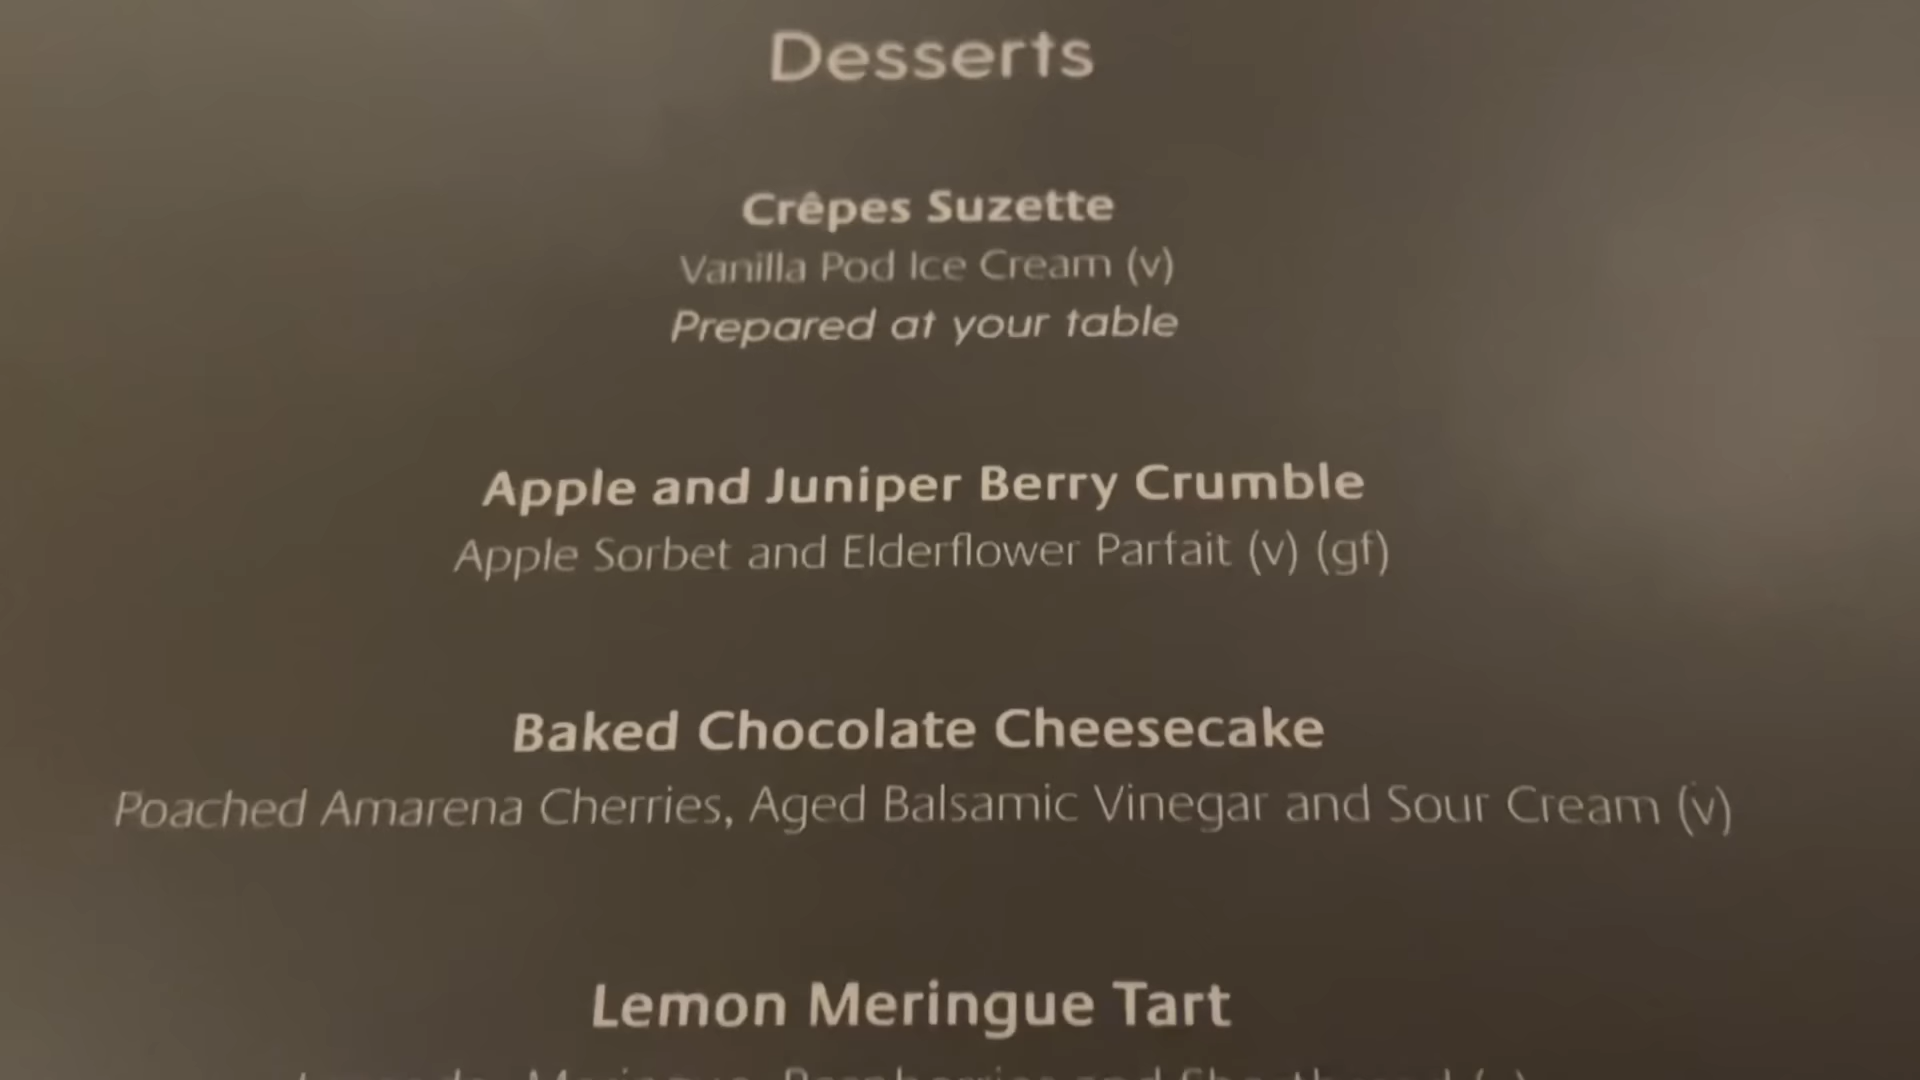 Desserts
Crêpes Suzette
Vanilla Pod Ice Cream (v)
Prepared at your table
Apple and Juniper Berry Crumble
Apple Sorbet and Elderflower Parfait (v) (gf)
Baked Chocolate Cheesecake
Poached Amarena Cherries, Aged Balsamic Vinegar and Sour Cream (v)
Lemon Meringue Tart